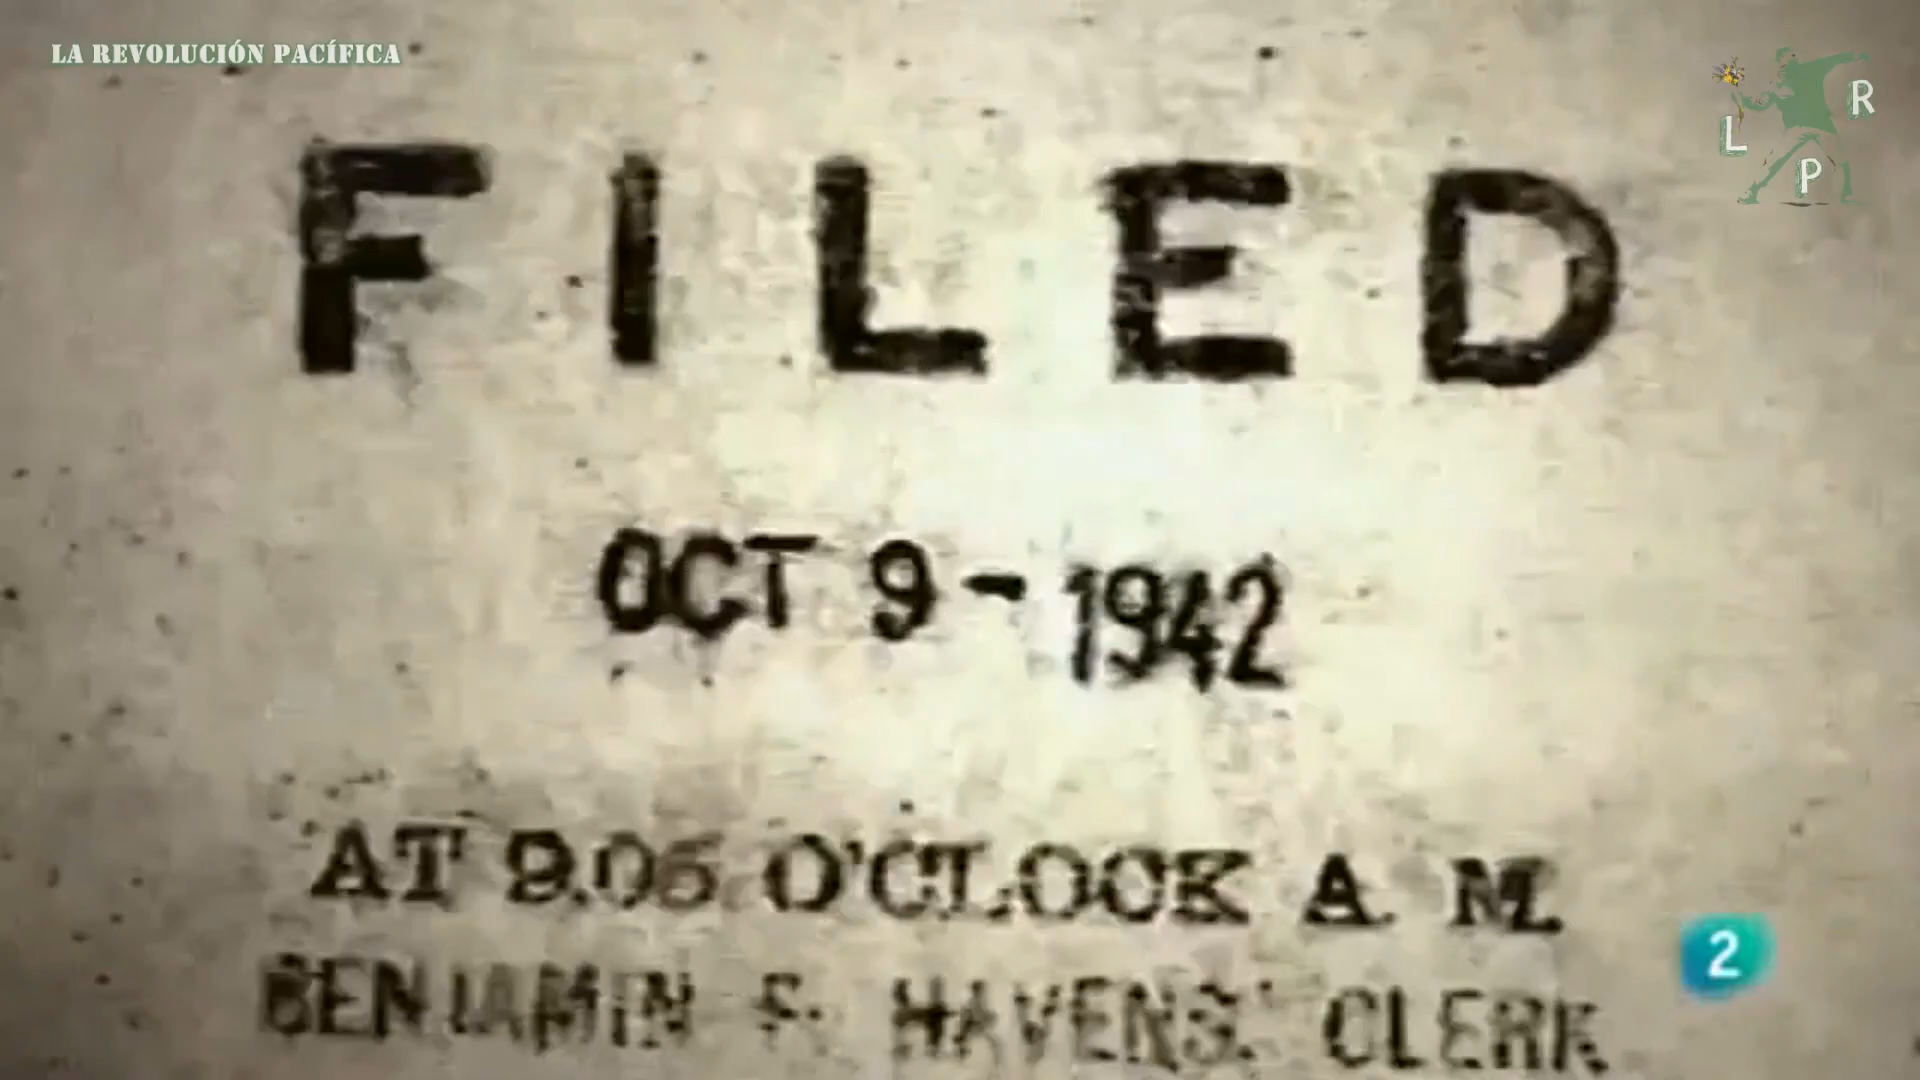 LA REVOLUCIÓN PACÍFICA
L R P
FILED
OCT 9-1942
AT 9.05 O'CLOCK A. M.
BENJAMIN F. HAVENS. CLERK
2